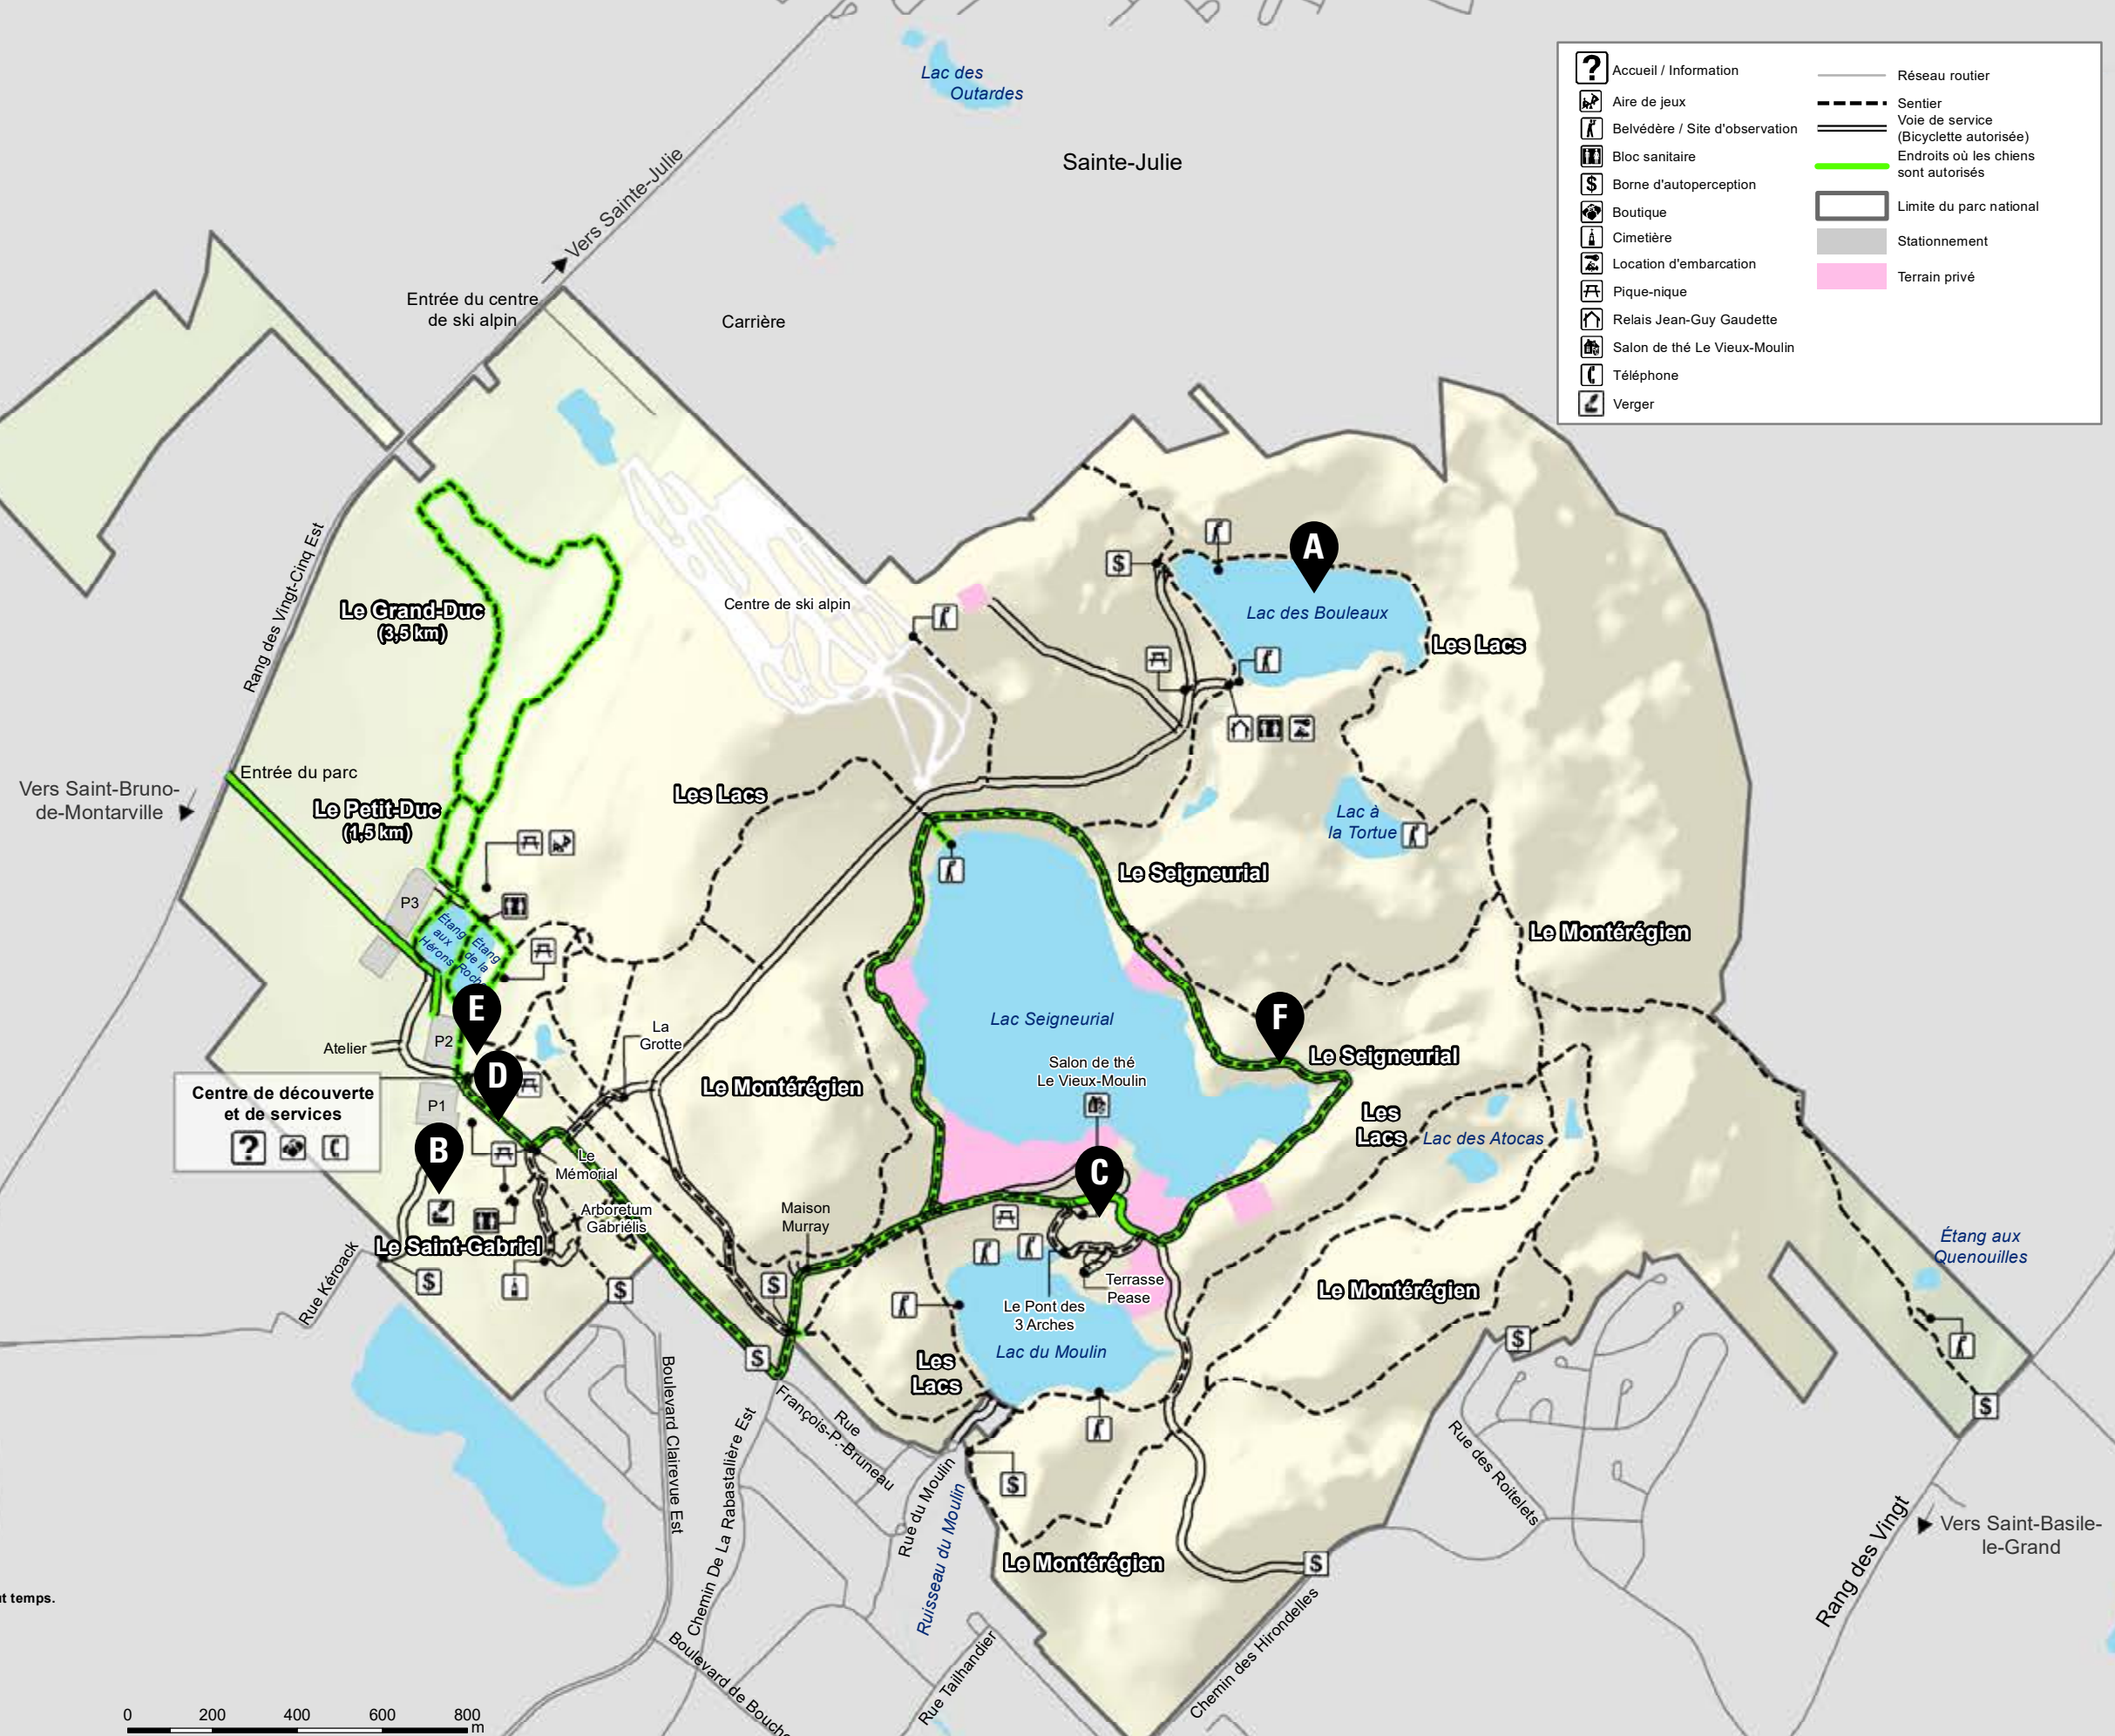 Lac des
Outardes
Sainte-Julie
Vers Sainte-Julie
Entrée du centre
de ski alpin
Carrière
? Accueil / Information
Aire de jeux
Belvédère / Site d'observation
Bloc sanitaire
$ Borne d'autoperception
Boutique
Cimetière
Location d'embarcation
Pique-nique
Relais Jean-Guy Gaudette
Salon de thé Le Vieux-Moulin
Téléphone
Verger
Réseau routier
Sentier
Voie de service
(Bicyclette autorisée)
Endroits où les chiens
sont autorisés
Limite du parc national
Stationnement
Terrain privé
Rang des Vingt-Cinq Est
Le Grand-Duc
(3,5 km)
Centre de ski alpin
$
A
Lac des Bouleaux
Les Lacs
Entrée du parc
Vers Saint-Bruno-
de-Montarville
Le Petit-Duc
(1,5 km)
Les Lacs
Lac à
la Tortue
Le Seigneurial
P3
Étang
aux
Hérons
Étang
de la
Le Montérégien
E
P2
Atelier
La
Grotte
Lac Seigneurial
F
Le Seigneurial
Salon de thé
Le Vieux-Moulin
D
Le Montérégien
Centre de découverte
et de services
?
P1
B
Les
Lacs
Lac des Atocas
C
Le
Mémorial
Arboretum
Gabriélis
Maison
Murray
Le Saint-Gabriel
$
$
$
Rue Kéroack
Terrasse
Pease
Le Pont des
3 Arches
Lac du Moulin
Le Montérégien
Étang aux
Quenouilles
$
$
$
Les
Lacs
Boulevard Clairevue Est
Chemin De La Rabastalière Est
Rue
François-P.-Bruneau
Rue du Moulin
Ruisseau du Moulin
$
Rue des Roitelets
Rang des Vingt
Vers Saint-Basile-
le-Grand
Le Montérégien
$
Chemin des Hirondelles
Rue Tailhandier
Boulevard de Bouche
t temps.
0 200 400 600 800
m